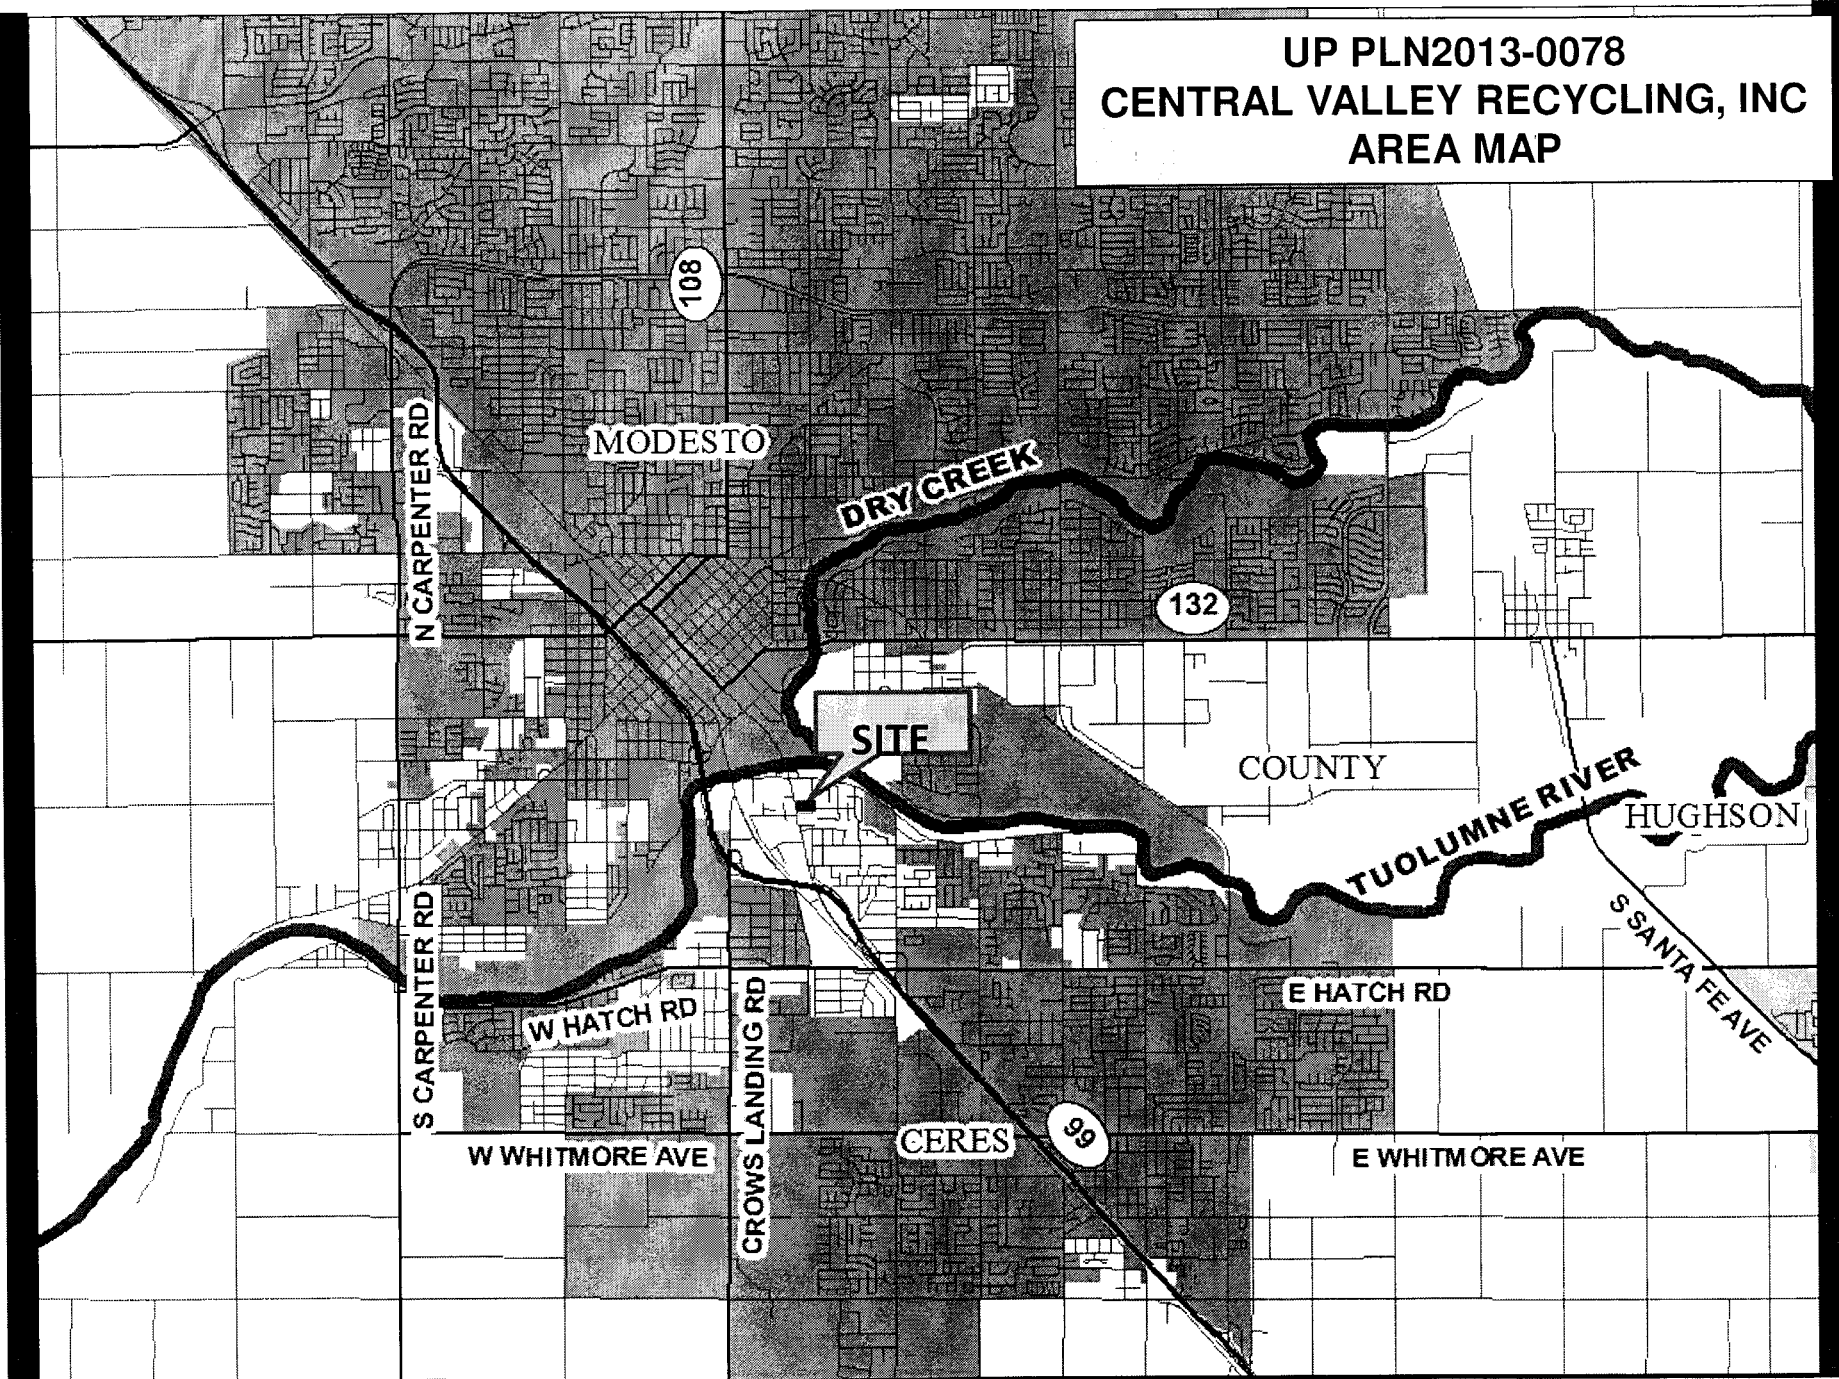 UP PLN2013-0078
CENTRAL VALLEY RECYCLING, INC
AREA MAP
108
N CARPENTER RD
MODESTO
DRY CREEK
132
SITE
COUNTY
TUOLUMNE RIVER
HUGHSON
S CARPENTER RD
S SANTA FE AVE
W HATCH RD
CROWS LANDING RD
E HATCH RD
W WHITMORE AVE
CERES
99
E WHITMORE AVE